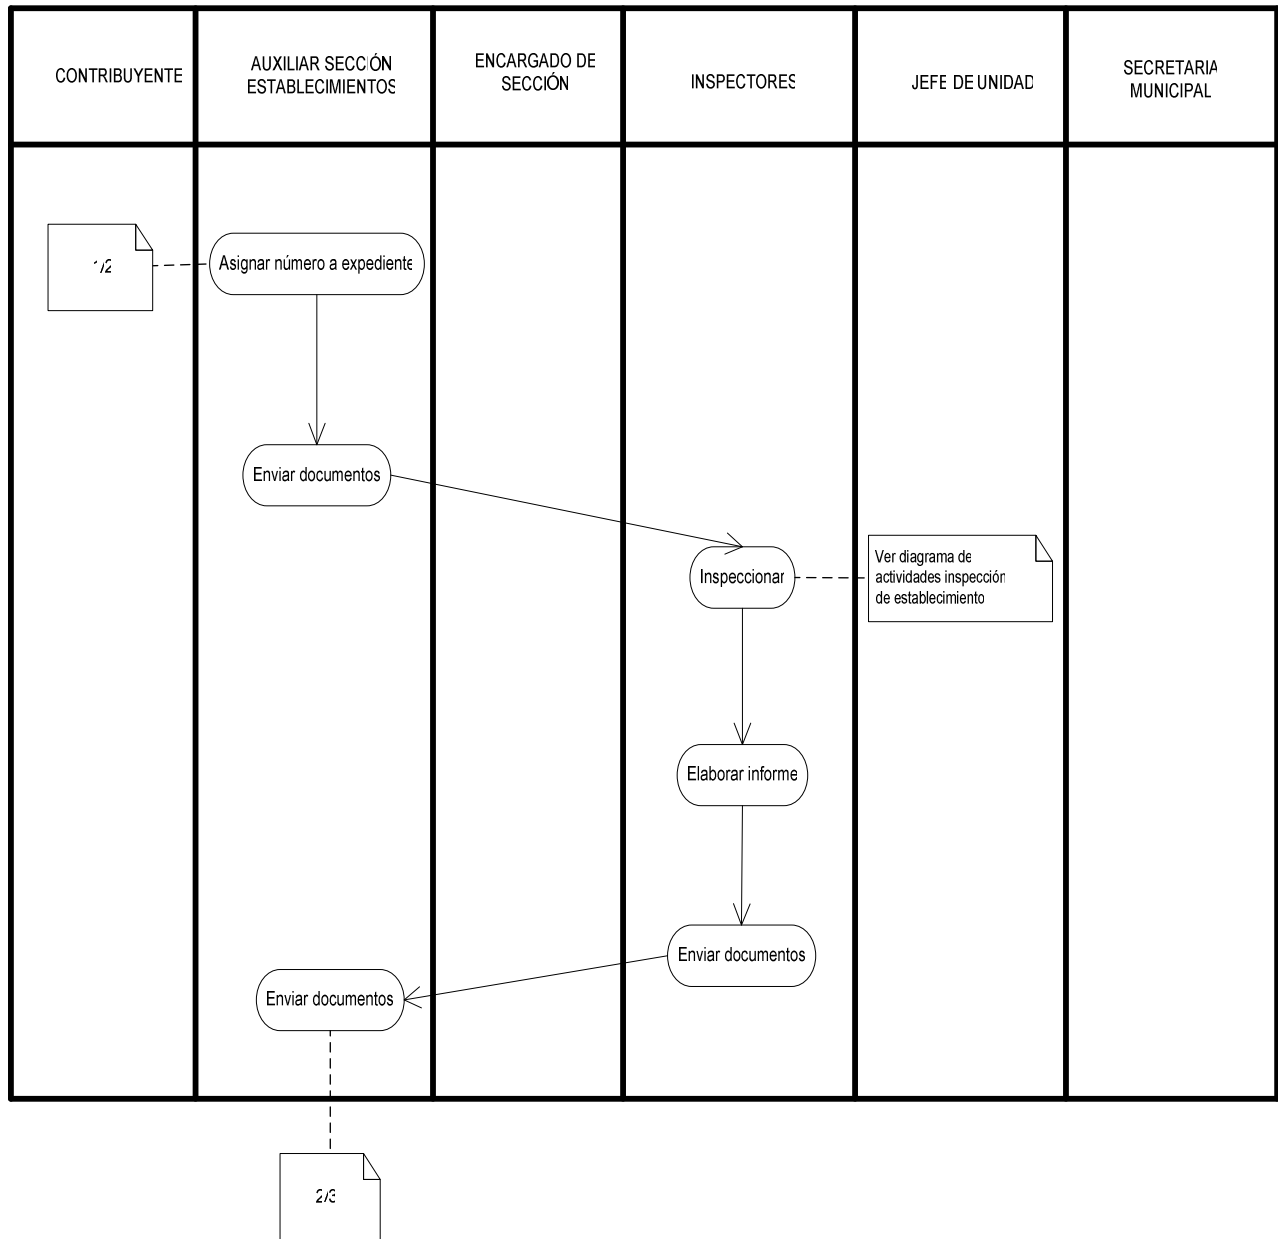 CONTRIBUYENTE
AUXILIAR SECCIÓN
ESTABLECIMIENTOS
ENCARGADO DE
SECCIÓN
INSPECTORES
JEFE DE UNIDAD
SECRETARIA
MUNICIPAL
1/2
Asignar número a expediente
Enviar documentos
Inspeccionar
Ver diagrama de
actividades inspección
de establecimiento
Elaborar informe
Enviar documentos
Enviar documentos
2/3